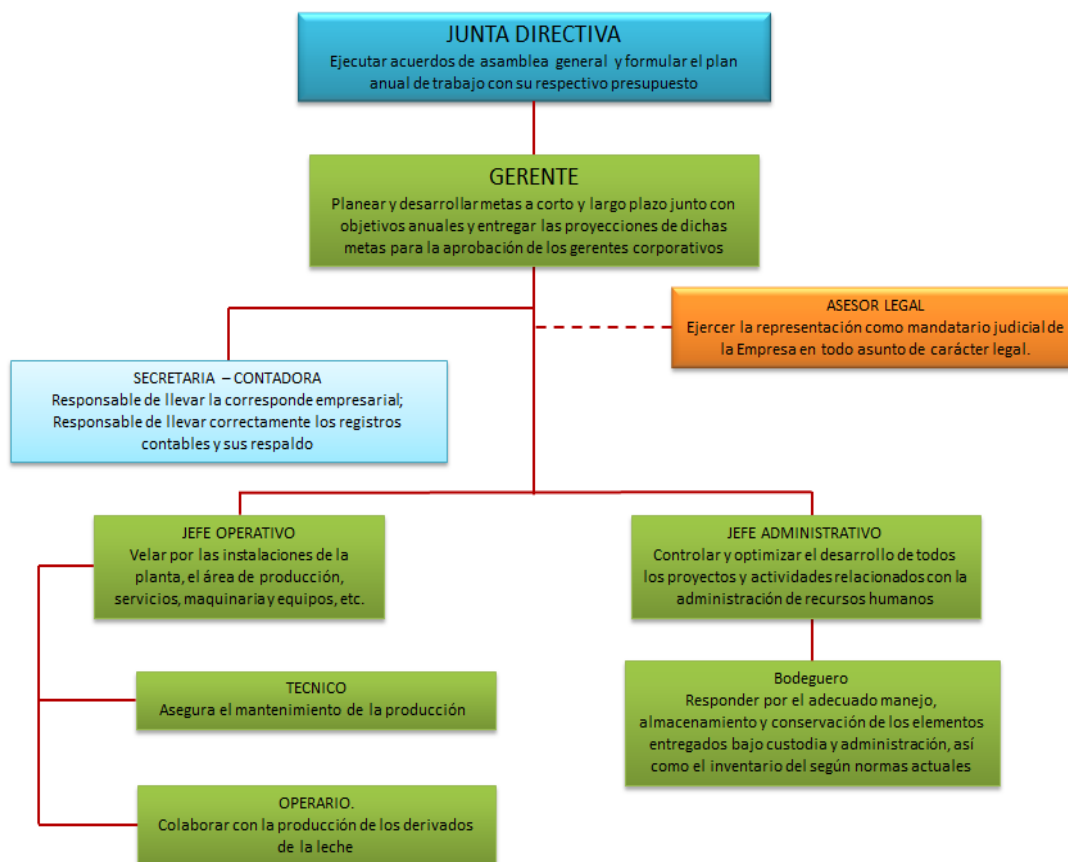 JUNTA DIRECTIVA
Ejecutar acuerdos de asamblea general y formular el plan
anual de trabajo con su respectivo presupuesto
GERENTE
Planear y desarrollar metas a corto y largo plazo junto con
objetivos anuales y entregar las proyecciones de dichas
metas para la aprobación de los gerentes corporativos
ASESOR LEGAL
Ejercer la representación como mandatario judicial de
la Empresa en todo asunto de carácter legal.
SECRETARIA – CONTADORA
Responsable de llevar la corresponde empresarial;
Responsable de llevar correctamente los registros
contables y sus respaldo
JEFE OPERATIVO
Velar por las instalaciones de la
planta, el área de producción,
servicios, maquinaria y equipos, etc.
JEFE ADMINISTRATIVO
Controlar y optimizar el desarrollo de todos
los proyectos y actividades relacionados con la
administración de recursos humanos
TECNICO
Asegura el mantenimiento de la producción
Bodeguero
Responder por el adecuado manejo,
almacenamiento y conservación de los elementos
entregados bajo custodia y administración, así
como el inventario del según normas actuales
OPERARIO.
Colaborar con la producción de los derivados
de la leche